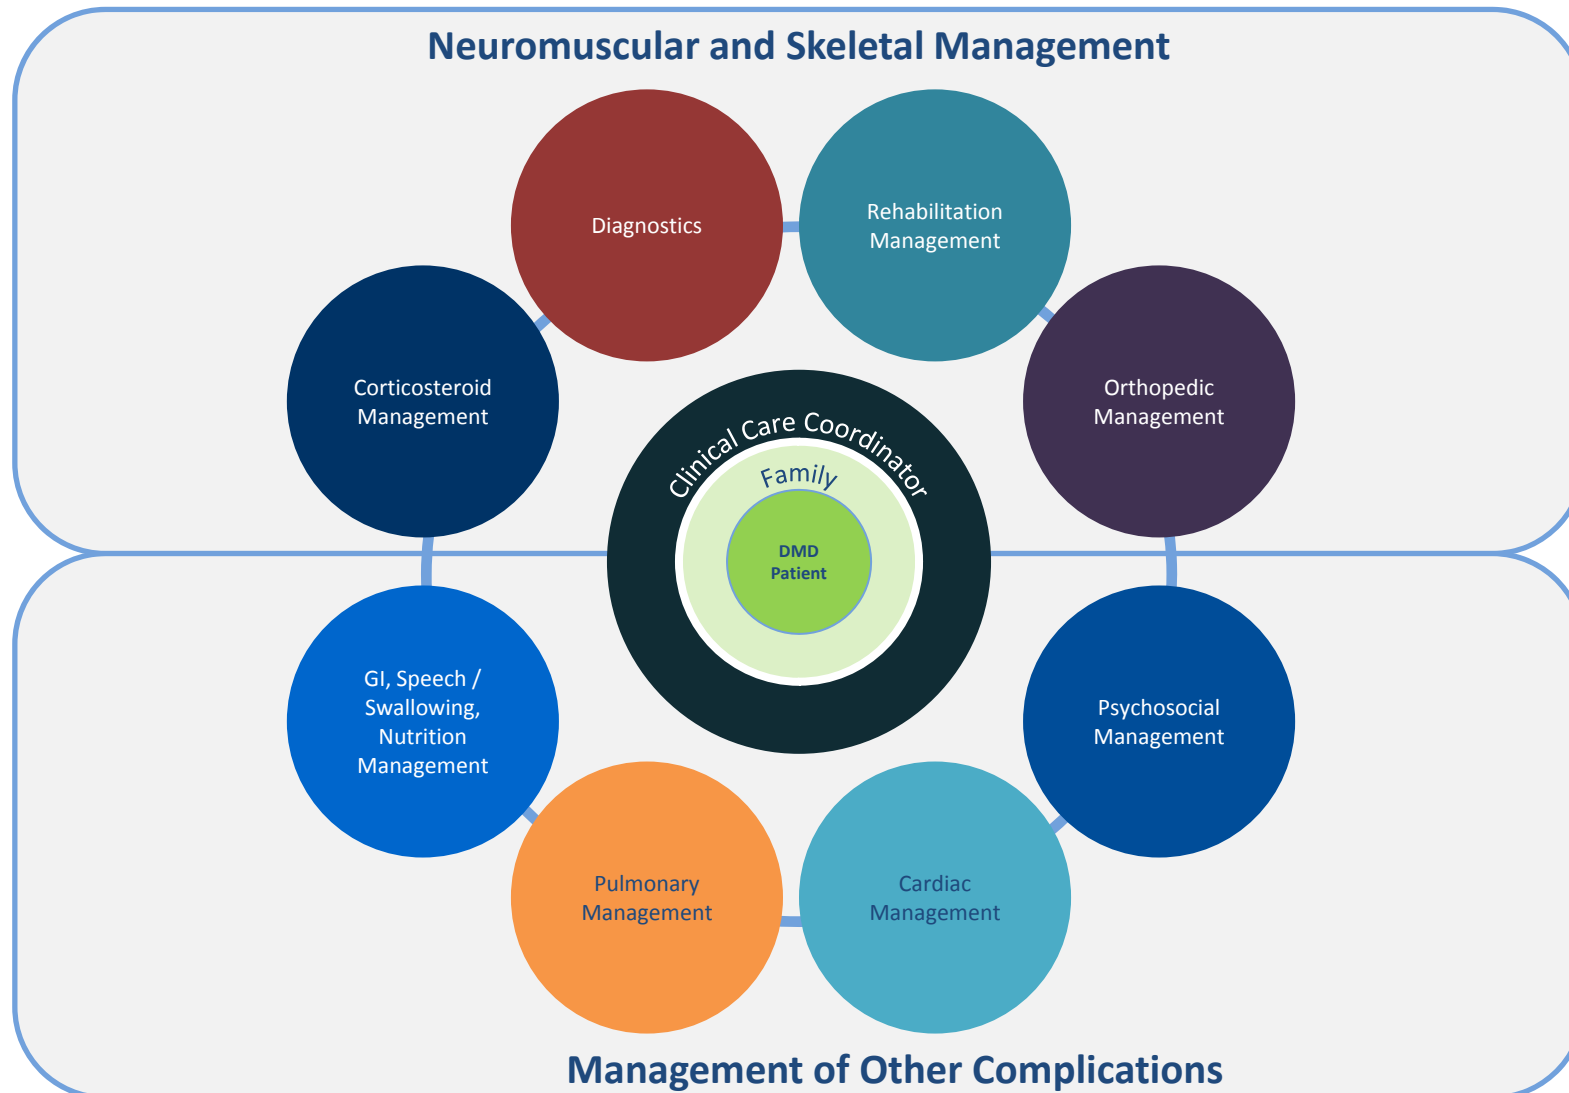 Neuromuscular and Skeletal Management
Diagnostics
Rehabilitation
Management
Corticosteroid
Management
Orthopedic
Management
Clinical Care Coordinator
Family
DMD
Patient
GI, Speech /
Swallowing,
Nutrition
Management
Psychosocial
Management
Pulmonary
Management
Cardiac
Management
Management of Other Complications